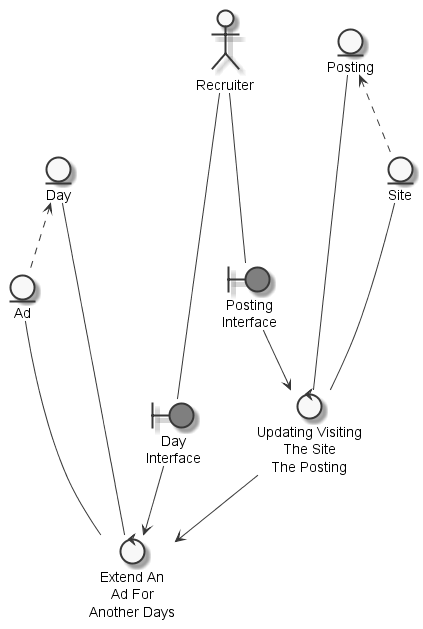 Recruiter
Posting
Day
Site
Ad
Posting
Interface
Day
Interface
Updating Visiting
The Site
The Posting
Extend An
Ad For
Another Days